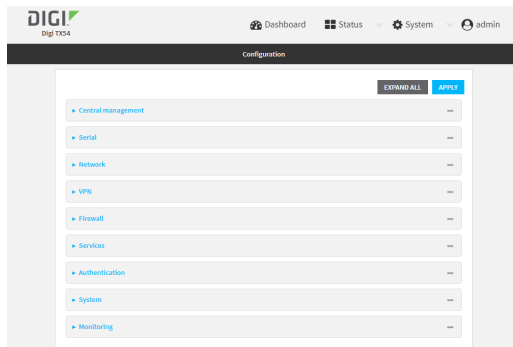 DIGI
Digi TX54
Dashboard Status System admin
Configuration
EXPAND ALL APPLY
Central management
Serial
Network
VPN
Firewall
Services
Authentication
System
Monitoring